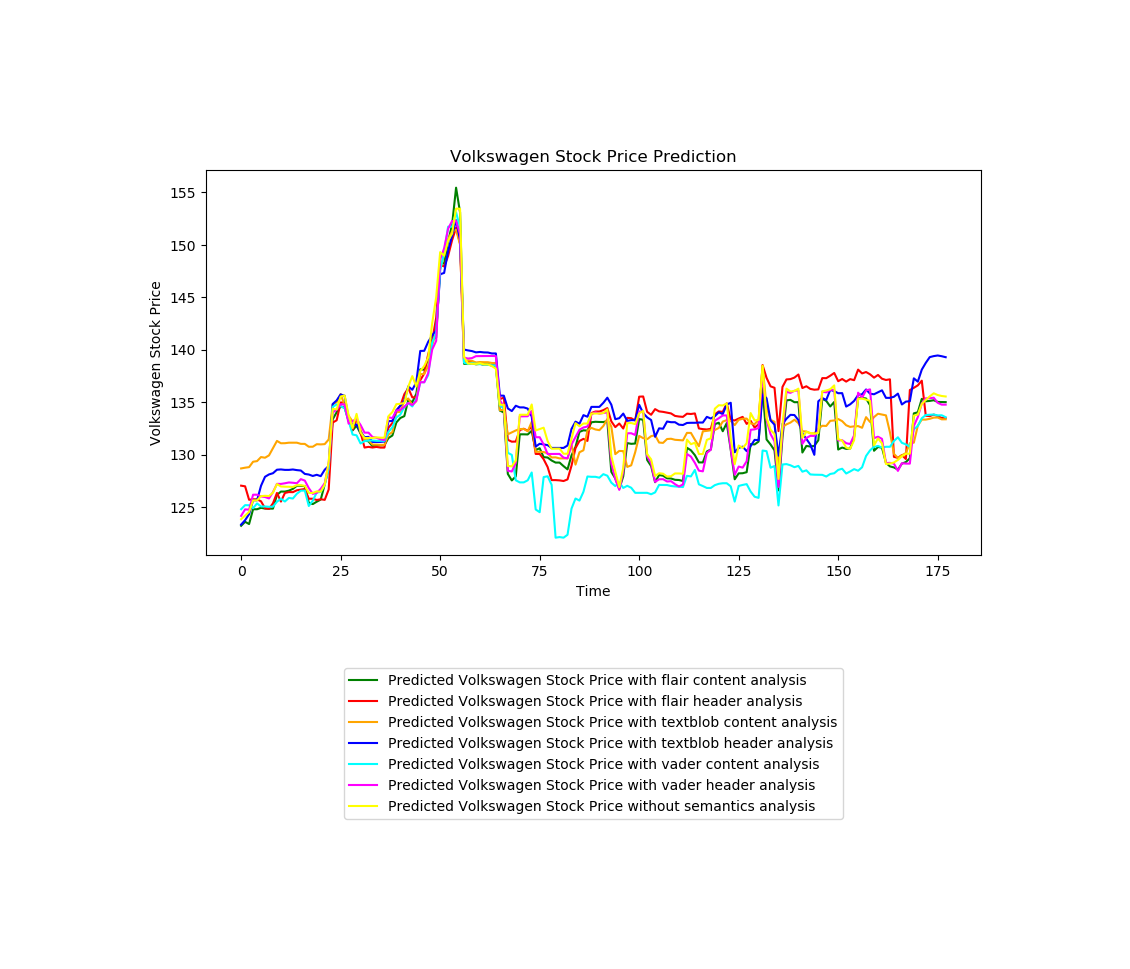 Volkswagen Stock Price Prediction
155
150
145
140
135
130
125
Volkswagen Stock Price
0 25 50 75 100 125 150 175
Time
Predicted Volkswagen Stock Price with flair content analysis
Predicted Volkswagen Stock Price with flair header analysis
Predicted Volkswagen Stock Price with textblob content analysis
Predicted Volkswagen Stock Price with textblob header analysis
Predicted Volkswagen Stock Price with vader content analysis
Predicted Volkswagen Stock Price with vader header analysis
Predicted Volkswagen Stock Price without semantics analysis